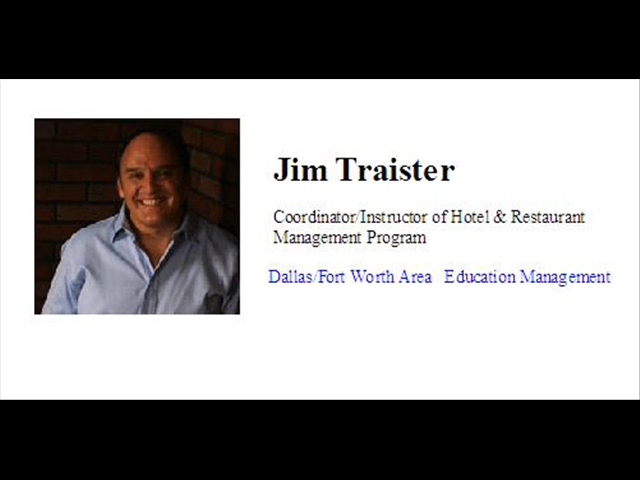 Jim Traister
Coordinator/Instructor of Hotel & Restaurant
Management Program
Dallas/Fort Worth Area Education Management